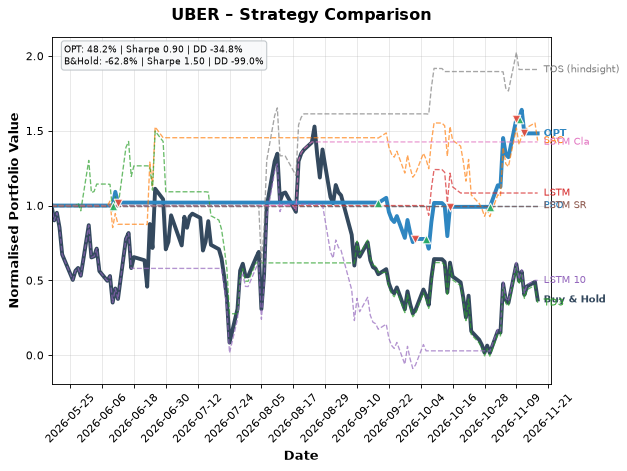 UBER – Strategy Comparison
OPT: 48.2% | Sharpe 0.90 | DD -34.8%
B&Hold: -62.8% | Sharpe 1.50 | DD -99.0%
Normalised Portfolio Value
2.0
1.5
1.0
0.5
0.0
TOS (hindsight)
OPT
LSTM Cla
LSTM
LSTM SR
LSTM 10
Buy & Hold
2026-05-25
2026-06-06
2026-06-18
2026-06-30
2026-07-12
2026-07-24
2026-08-05
2026-08-17
2026-08-29
2026-09-10
2026-09-22
2026-10-04
2026-10-16
2026-10-28
2026-11-09
2026-11-21
Date